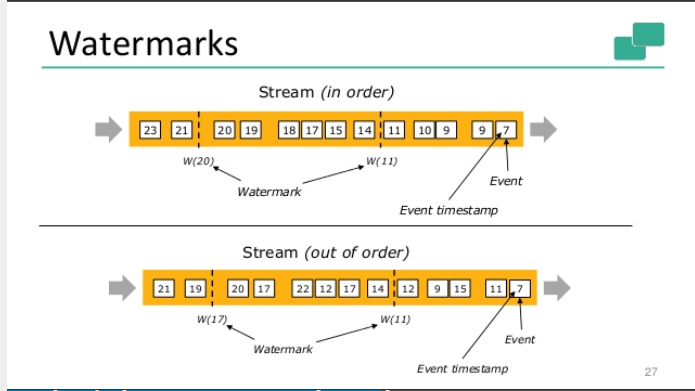 Watermarks
Stream (in order)
23 21 20 19 18 17 15 14 11 10 9 9 7
W(20) W(11)
Watermark
Event
Event timestamp
Stream (out of order)
21 19 20 17 22 12 17 14 12 9 15 11 7
W(17) W(11)
Watermark
Event
Event timestamp
27